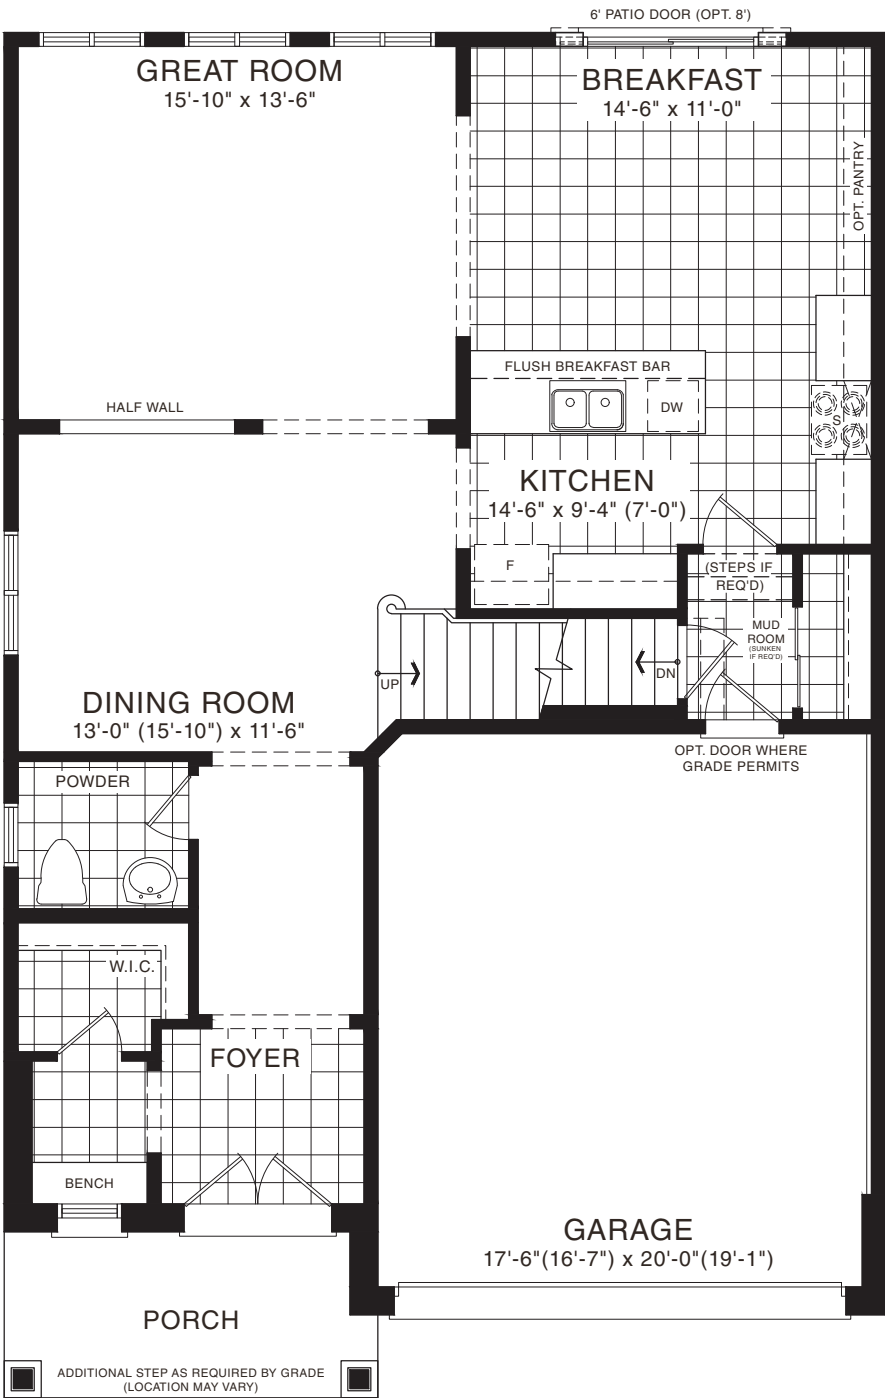 6' PATIO DOOR (OPT. 8')
GREAT ROOM
15'-10" x 13'-6"
BREAKFAST
14'-6" x 11'-0"
OPT. PANTRY
FLUSH BREAKFAST BAR
DW
S
HALF WALL
KITCHEN
14'-6" x 9'-4" (7'-0")
F
(STEPS IF
REQ'D)
MUD
ROOM
(SUNKEN
IF REQ'D)
UP
DN
DINING ROOM
13'-0" (15'-10") x 11'-6"
OPT. DOOR WHERE
GRADE PERMITS
POWDER
W.I.C.
FOYER
BENCH
GARAGE
17'-6"(16'-7") x 20'-0"(19'-1")
PORCH
ADDITIONAL STEP AS REQUIRED BY GRADE
(LOCATION MAY VARY)